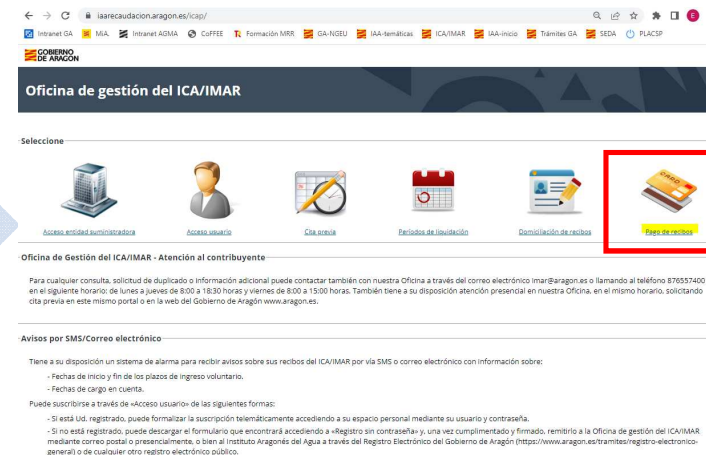 iaarecaudacion.aragon.es/icap/
E
Intranet GA MiA. Intranet AGMA CoFFEE Formación MRR GA-NGEU IAA-temáticas ICA/IMAR IAA-inicio Trámites GA SEDA PLACSP
GOBIERNO
DE ARAGON
Oficina de gestión del ICA/IMAR
Seleccione
Acceso entidad suministradora Acceso usuario Cita previa Periodos de liquidación Domiciliación de recibos Pago de recibos
Oficina de Gestión del ICA/IMAR - Atención al contribuyente
Para cualquier consulta, solicitud de duplicado o información adicional puede contactar también con nuestra Oficina a través del correo electrónico imar@aragon.es o llamando al teléfono 876557400
en el siguiente horario: de lunes a jueves de 8:00 a 18:30 horas y viernes de 8:00 a 15:00 horas. También tiene a su disposición atención presencial en nuestra Oficina, en el mismo horario, solicitando
cita previa en este mismo portal o en la web del Gobierno de Aragón www.aragon.es.
Avisos por SMS/Correo electrónico
Tiene a su disposición un sistema de alarma para recibir avisos sobre sus recibos del ICA/IMAR por vía SMS o correo electrónico con información sobre:
- Fechas de inicio y fin de los plazos de ingreso voluntario.
- Fechas de cargo en cuenta.
Puede suscribirse a través de «Acceso usuario» de las siguientes formas:
- Si está Ud. registrado, puede formalizar la suscripción telemáticamente accediendo a su espacio personal mediante su usuario y contraseña.
- Si no está registrado, puede descargar el formulario que encontrará accediendo a «Registro sin contraseña» y, una vez cumplimentado y firmado, remitirlo a la Oficina de gestión del ICA/IMAR
mediante correo postal o presencialmente, o bien al Instituto Aragonés del Agua a través del Registro Electrónico del Gobierno de Aragón (https://www.aragon.es/tramites/registro-electronico-
general) o de cualquier otro registro electrónico público.